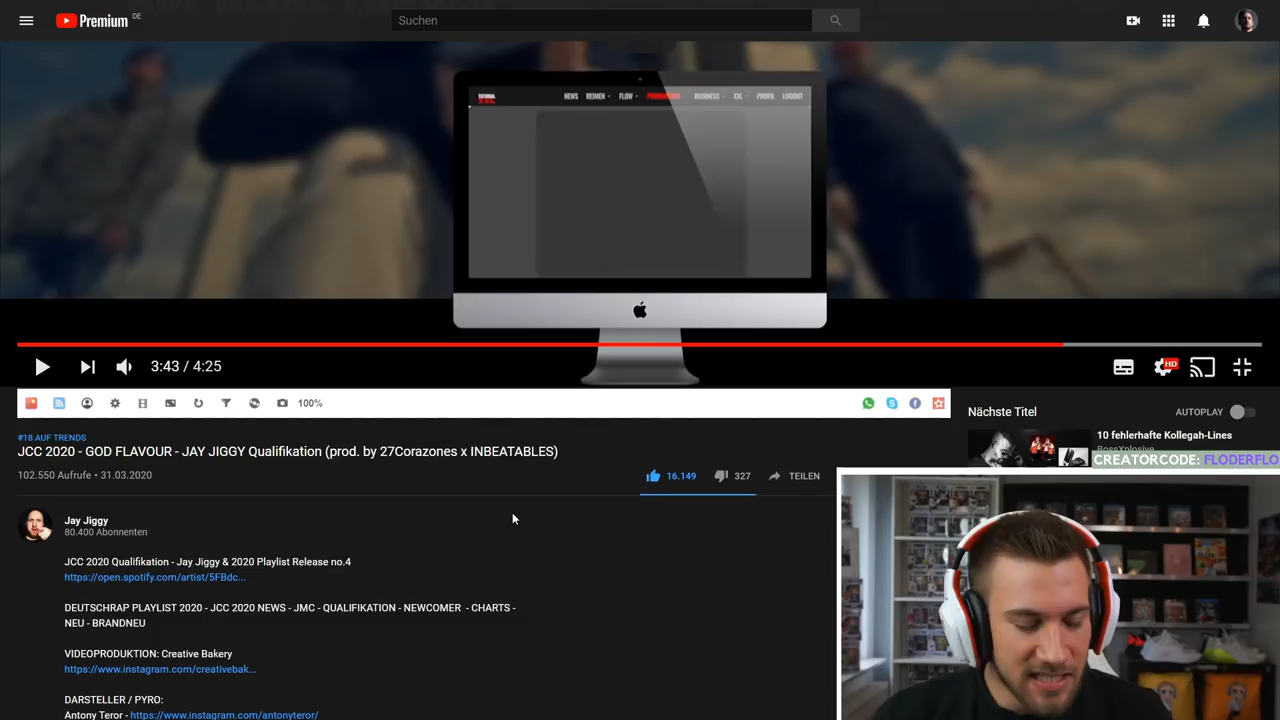 Premium DE
Suchen
NEWS REIMEN FLOW BUSINESS XXL PROFIL LOGOUT
3:43 / 4:25
HD
100%
Nächste Titel
AUTOPLAY
#18 AUF TRENDS
JCC 2020 - GOD FLAVOUR - JAY JIGGY Qualifikation (prod. by 27Corazones x INBEATABLES)
102.550 Aufrufe • 31.03.2020
16.149
327
TEILEN
10 fehlerhafte Kollegah-Lines
BossXplosive
CREATORCODE: FLODERFLO
Jay Jiggy
80.400 Abonnenten
JCC 2020 Qualifikation - Jay Jiggy & 2020 Playlist Release no.4
https://open.spotify.com/artist/5FBdc...
DEUTSCHRAP PLAYLIST 2020 - JCC 2020 NEWS - JMC - QUALIFIKATION - NEWCOMER - CHARTS -
NEU - BRANDNEU
VIDEOPRODUKTION: Creative Bakery
https://www.instagram.com/creativebak...
DARSTELLER / PYRO:
Antony Teror - https://www.instagram.com/antonyteror/